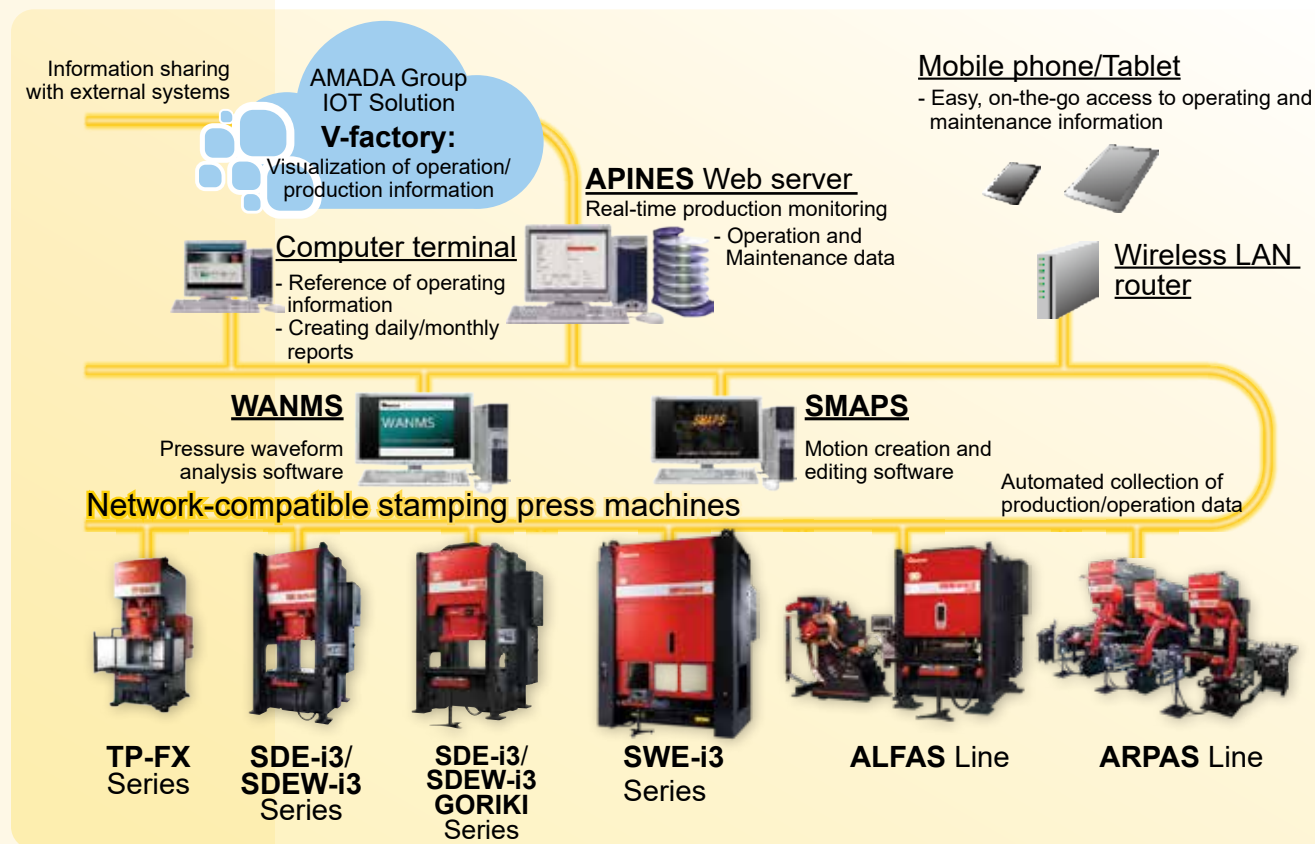 Information sharing
with external systems
AMADA Group
IOT Solution
V-factory:
Visualization of operation/
production information
Mobile phone/Tablet
- Easy, on-the-go access to operating and
maintenance information
APINES Web server
Real-time production monitoring
- Operation and
Maintenance data
Computer terminal
- Reference of operating
information
- Creating daily/monthly
reports
Wireless LAN
router
WANMS
Pressure waveform
analysis software
WANMS
SMAPS
SMAPS
Motion creation and
editing software
Automated collection of
production/operation data
Network-compatible stamping press machines
TP-FX
Series
SDE-i3/
SDEW-i3
Series
SDE-i3/
SDEW-i3
GORIKI
Series
SWE-i3
Series
ALFAS Line
ARPAS Line